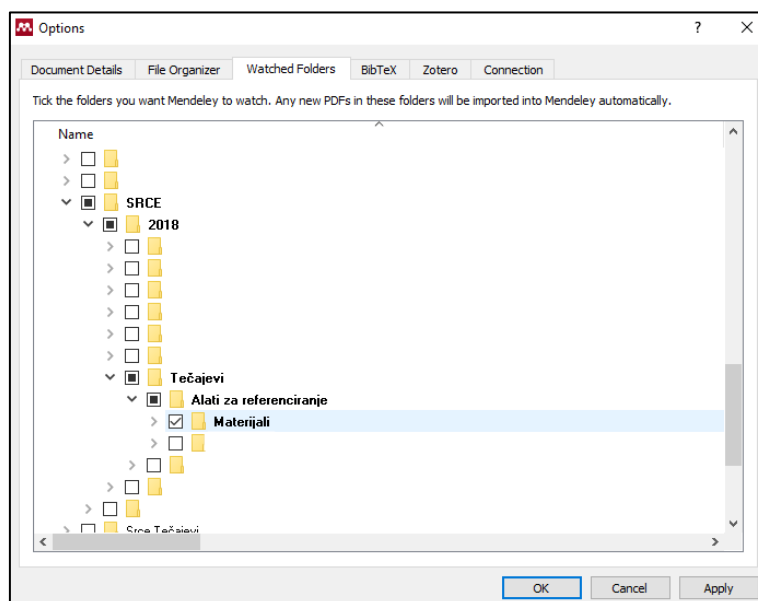 Options
Document Details File Organizer Watched Folders BibTeX Zotero Connection
Tick the folders you want Mendeley to watch. Any new PDFs in these folders will be imported into Mendeley automatically.
Name
SRCE
2018
Tečajevi
Alati za referenciranje
Materijali
Srce Tečajevi
OK Cancel Apply